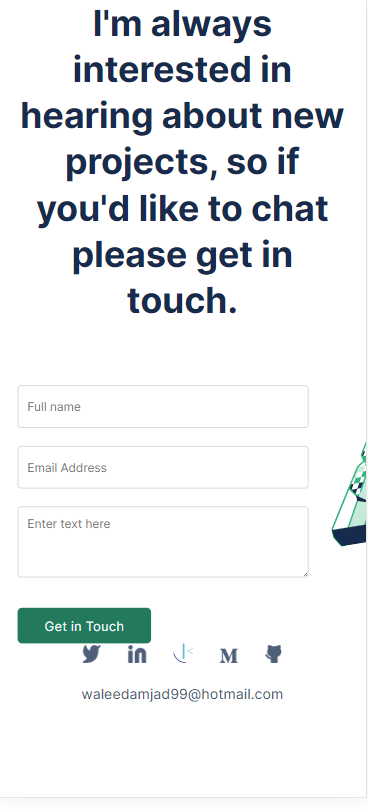 I'm always
interested in
hearing about new
projects, so if
you'd like to chat
please get in
touch.
Full name
Email Address
Enter text here
Get in Touch
waleedamjad99@hotmail.com